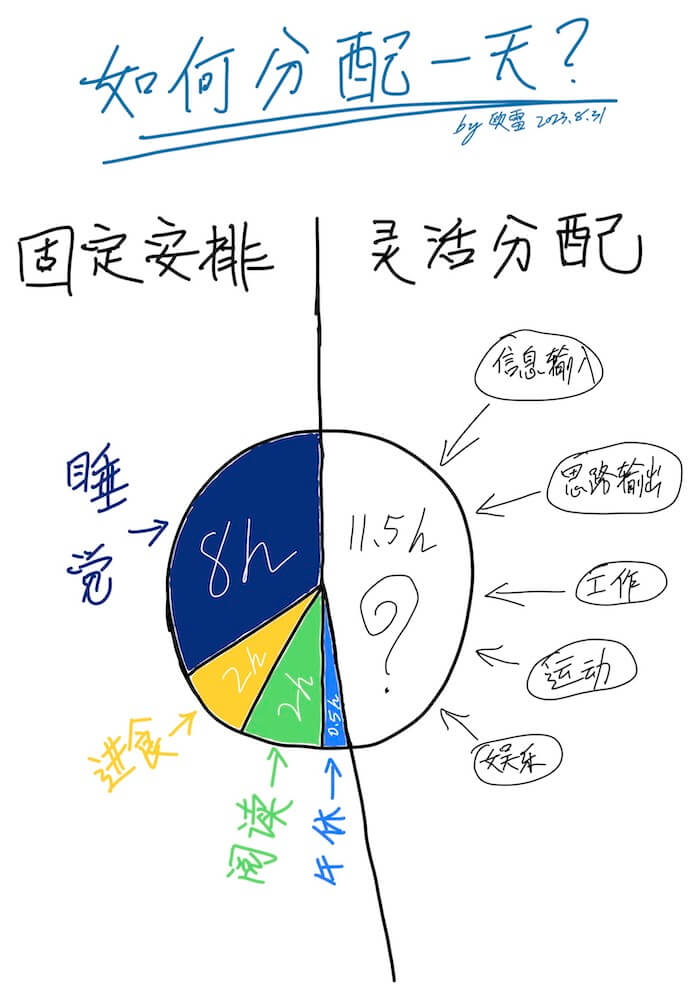 如何分配一天?
by 欧雷 2023.8.31
固定安排
灵活分配
信息输入
思路输出
工作
运动
娱乐
11.5h
?
睡觉
8h
进食
2h
阅读
2h
午休
0.5h